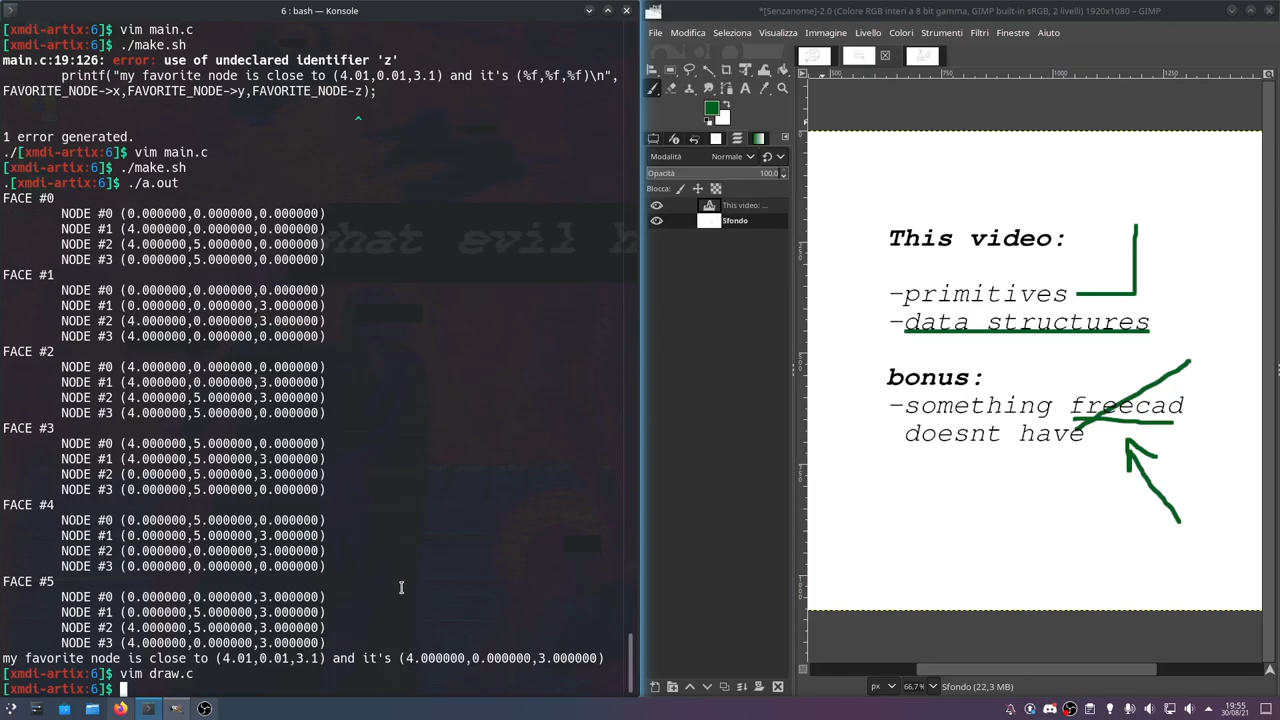 6 : bash — Konsole
[xmdi-artix:6]$ vim main.c
[xmdi-artix:6]$ ./make.sh
main.c:19:126: error: use of undeclared identifier 'z'
printf("my favorite node is close to (4.01,0.01,3.1) and it's (%f,%f,%f)\n",
FAVORITE_NODE->x,FAVORITE_NODE->y,FAVORITE_NODE-z);
^
1 error generated.
./[xmdi-artix:6]$ vim main.c
[xmdi-artix:6]$ ./make.sh
.[xmdi-artix:6]$ ./a.out
FACE #0
NODE #0 (0.000000,0.000000,0.000000)
NODE #1 (4.000000,0.000000,0.000000)
NODE #2 (4.000000,5.000000,0.000000)
NODE #3 (0.000000,5.000000,0.000000)
FACE #1
NODE #0 (0.000000,0.000000,0.000000)
NODE #1 (0.000000,0.000000,3.000000)
NODE #2 (4.000000,0.000000,3.000000)
NODE #3 (4.000000,0.000000,0.000000)
FACE #2
NODE #0 (4.000000,0.000000,0.000000)
NODE #1 (4.000000,0.000000,3.000000)
NODE #2 (4.000000,5.000000,3.000000)
NODE #3 (4.000000,5.000000,0.000000)
FACE #3
NODE #0 (4.000000,5.000000,0.000000)
NODE #1 (4.000000,5.000000,3.000000)
NODE #2 (0.000000,5.000000,3.000000)
NODE #3 (0.000000,5.000000,0.000000)
FACE #4
NODE #0 (0.000000,5.000000,0.000000)
NODE #1 (0.000000,5.000000,3.000000)
NODE #2 (0.000000,0.000000,3.000000)
NODE #3 (0.000000,0.000000,0.000000)
FACE #5
NODE #0 (0.000000,0.000000,3.000000)
NODE #1 (0.000000,5.000000,3.000000)
NODE #2 (4.000000,5.000000,3.000000)
NODE #3 (4.000000,0.000000,3.000000)
my favorite node is close to (4.01,0.01,3.1) and it's (4.000000,0.000000,3.000000)
[xmdi-artix:6]$ vim draw.c
[xmdi-artix:6]$
hat evil
*[Senzanome]-2.0 (Colore RGB interi a 8 bit gamma, GIMP built-in sRGB, 2 livelli) 1920x1080 – GIMP
File Modifica Seleziona Visualizza Immagine Livello Colori Strumenti Filtri Finestre Aiuto
500 750 1000 1250
Modalità Normale
Opacità 100,0
Blocca:
This video: ...
Sfondo
This video:
-primitives
-data structures
bonus:
-something freecad
doesnt have
px 66,7% Sfondo (22,3 MB)
19:55
30/08/21